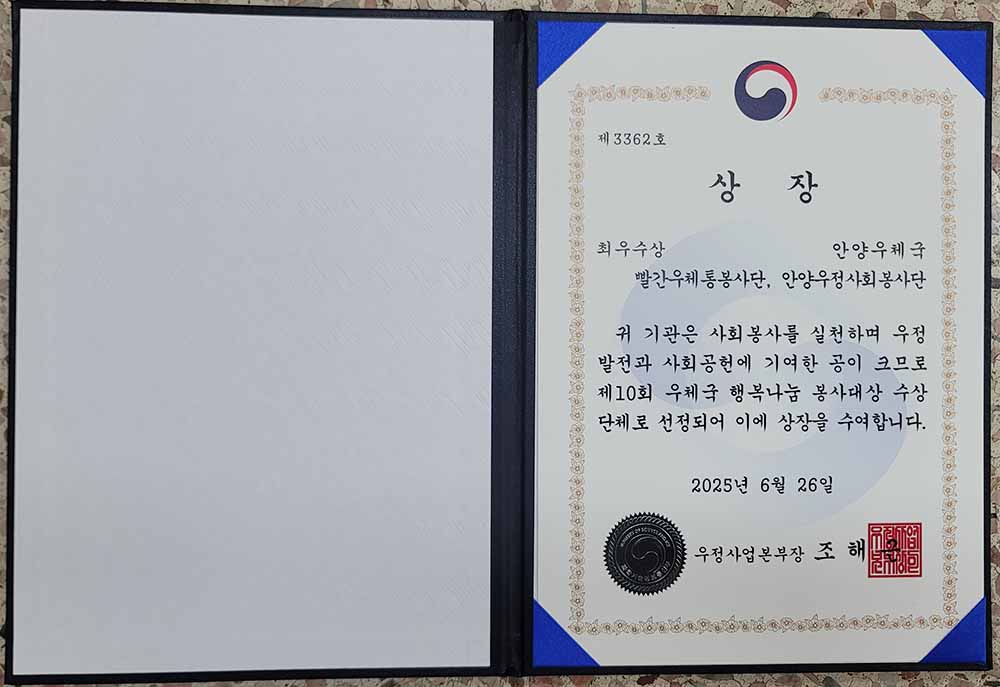 제3362호
상 장
최우수상 안양우체국
빨간우체통봉사단, 안양우정사회봉사단
귀 기관은 사회봉사를 실천하며 우정
발전과 사회공헌에 기여한 공이 크므로
제10회 우체국 행복나눔 봉사대상 수상
단체로 선정되어 이에 상장을 수여합니다.
2025년 6월 26일
우정사업본부장 조 해 근